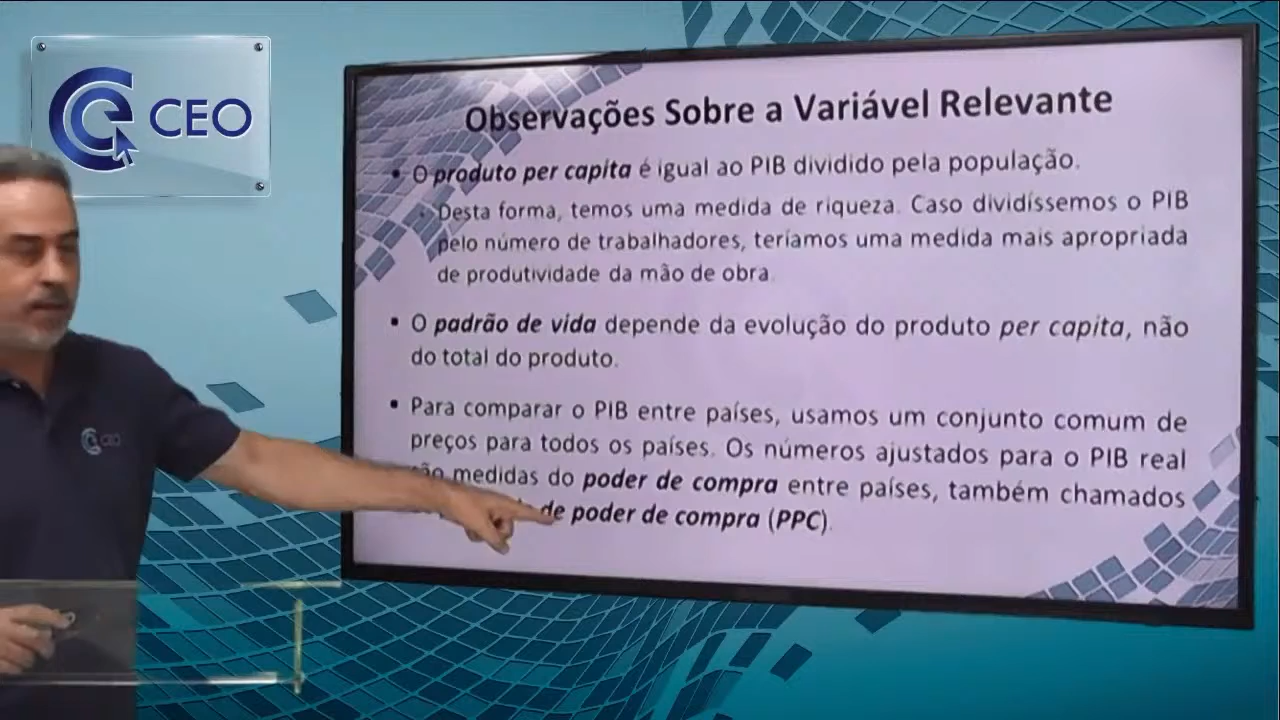 CEO
Observações Sobre a Variável Relevante
• O produto per capita é igual ao PIB dividido pela população.
• Desta forma, temos uma medida de riqueza. Caso dividíssemos o PIB
pelo número de trabalhadores, teríamos uma medida mais apropriada
de produtividade da mão de obra.
▪ O padrão de vida depende da evolução do produto per capita, não
do total do produto.
▪ Para comparar o PIB entre países, usamos um conjunto comum de
preços para todos os países. Os números ajustados para o PIB real
medidas do poder de compra entre países, também chamados
de poder de compra (PPC).
CEO